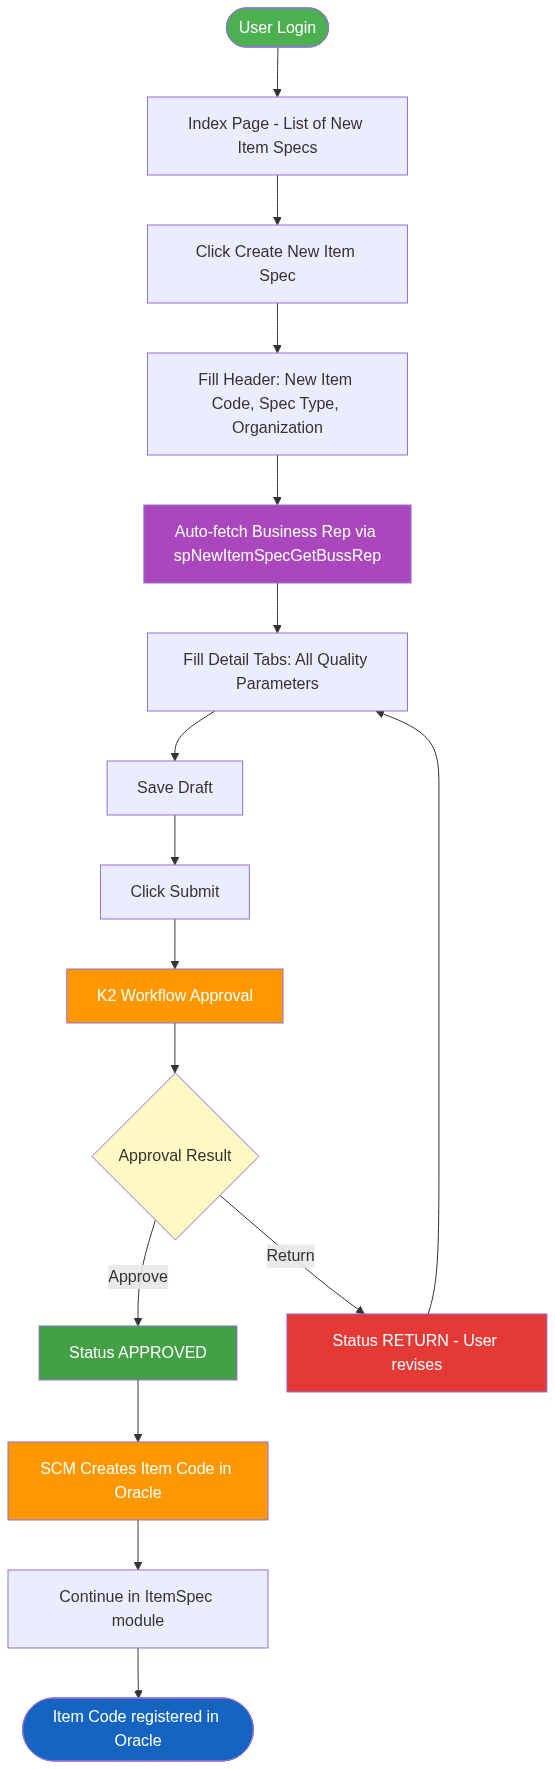 User Login
Index Page - List of New
Item Specs
Click Create New Item
Spec
Fill Header: New Item
Code, Spec Type,
Organization
Auto-fetch Business Rep via
spNewItemSpecGetBussRep
Fill Detail Tabs: All Quality
Parameters
Save Draft
Click Submit
K2 Workflow Approval
Approval Result
Return
Approve
Status RETURN - User
revises
Status APPROVED
SCM Creates Item Code in
Oracle
Continue in ItemSpec
module
Item Code registered in
Oracle